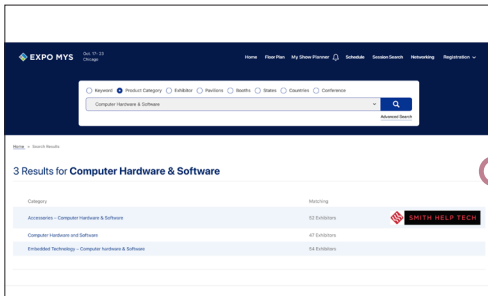 EXPO MYS
Oct. 17- 23
Chicago
Home Floor Plan My Show Planner Schedule Session Search Networking Registration
Keyword Product Category Exhibitor Pavilions Booths States Countries Conference
Computer Hardware & Software
Advanced Search
Home > Search Results
3 Results for Computer Hardware & Software
Category Matching
Accessories – Computer Hardware & Software 52 Exhibitors
SMITH HELP TECH
Computer Hardware and Software 47 Exhibitors
Embedded Technology – Computer hardware & Software 54 Exhibitors